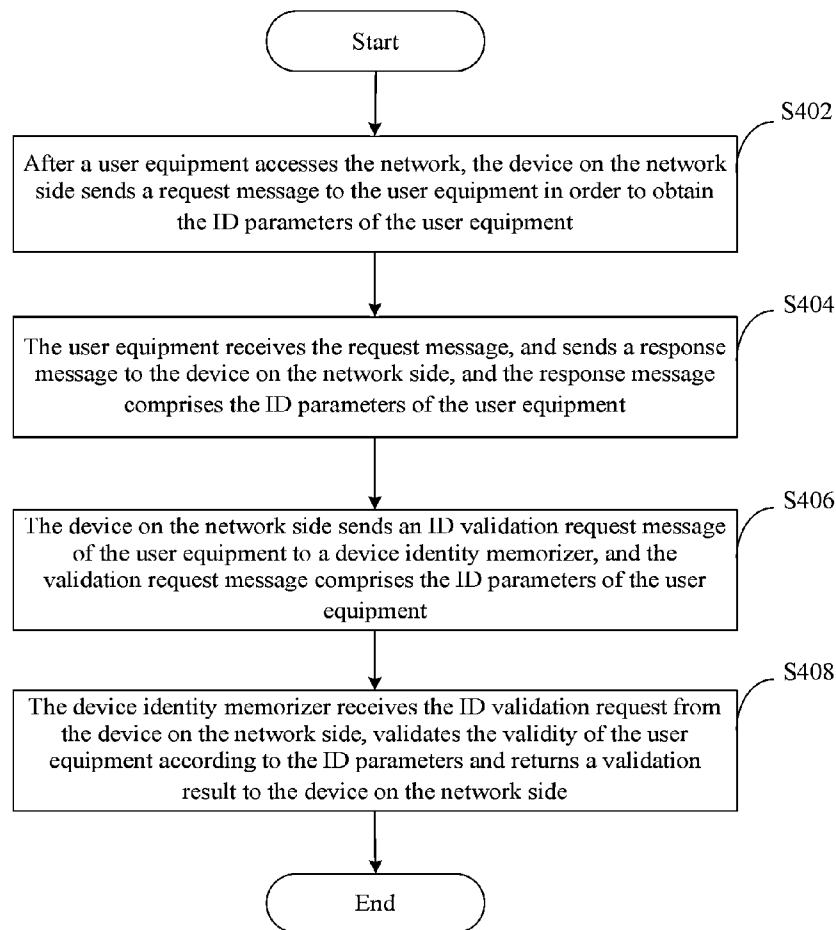 Start
S402
After a user equipment accesses the network, the device on the network
side sends a request message to the user equipment in order to obtain
the ID parameters of the user equipment
S404
The user equipment receives the request message, and sends a response
message to the device on the network side, and the response message
comprises the ID parameters of the user equipment
S406
The device on the network side sends an ID validation request message
of the user equipment to a device identity memorizer, and the
validation request message comprises the ID parameters of the user
equipment
S408
The device identity memorizer receives the ID validation request from
the device on the network side, validates the validity of the user
equipment according to the ID parameters and returns a validation
result to the device on the network side
End